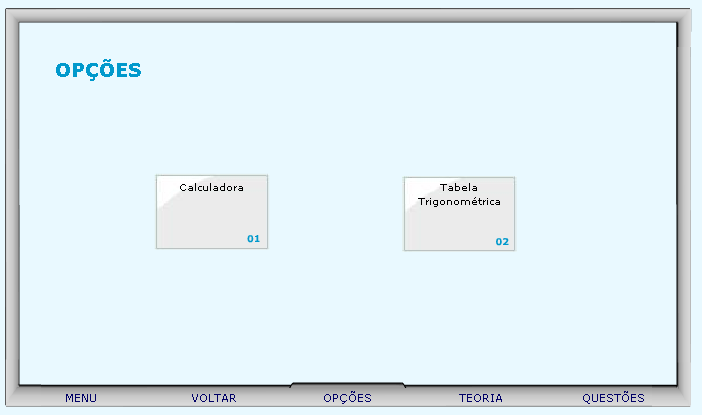 OPÇÕES
Calculadora
01
Tabela
Trigonométrica
02
MENU
VOLTAR
OPÇÕES
TEORIA
QUESTÕES